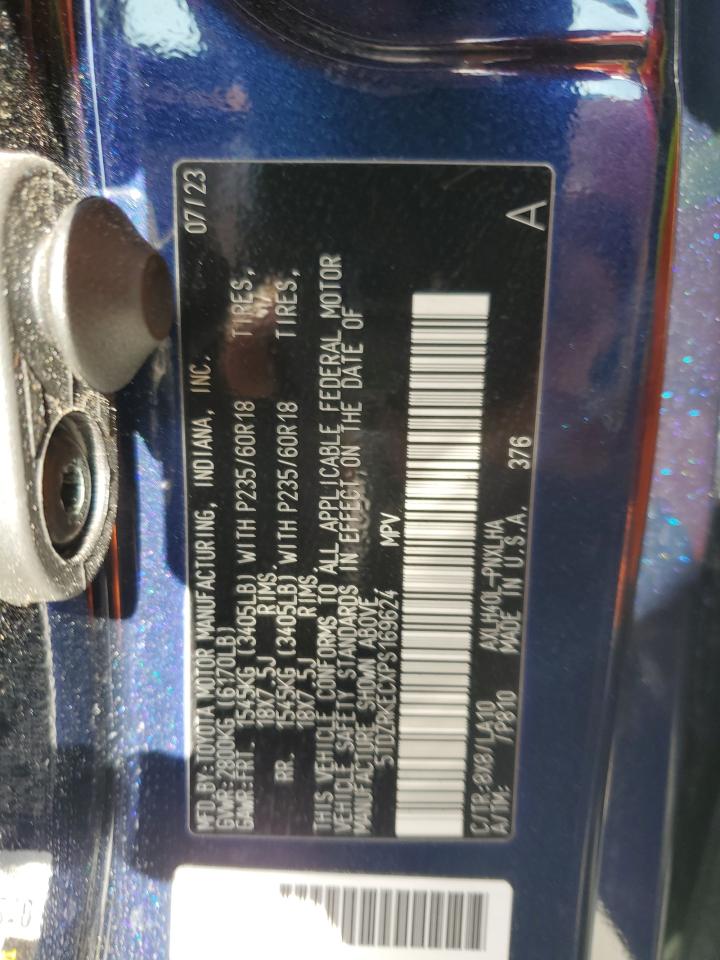 MFD.BY:TOYOTA MOTOR MANUFACTURING, INDIANA, INC. 07/23
GVWR:2800KG (6170LB)
GAWR:FRT. 1545KG (3405LB) WITH P235/60R18 TIRES,
18X7.5J RIMS.
RR. 1545KG (3405LB) WITH P235/60R18 TIRES,
18X7.5J RIMS.
THIS VEHICLE CONFORMS TO ALL APPLICABLE FEDERAL MOTOR
VEHICLE SAFETY STANDARDS IN EFFECT ON THE DATE OF
MANUFACTURE SHOWN ABOVE.
5TDZRKECXPS169624 MPV
C/TR:8X8/LA10 AXLH40L-PNXLHA 376
A/TM: /P810 MADE IN U.S.A.
A